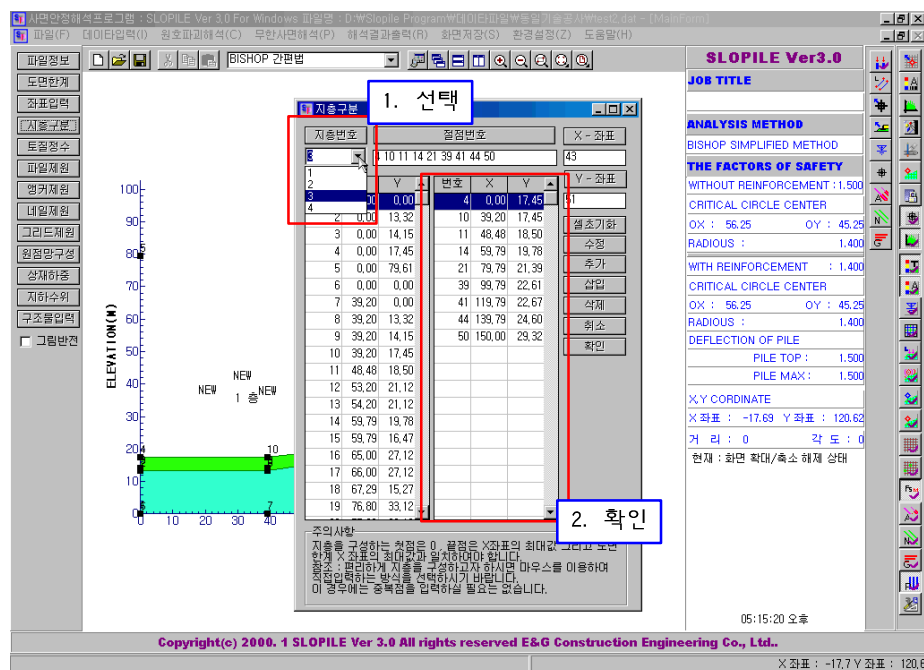 사면안정해석프로그램 : SLOPILE Ver 3.0 For Windows 파일명 : D:₩Slopile Program₩데이타파일₩동일기술공사₩test2.dat - [MainForm]
파일(F) 데이타입력(I) 원호파괴해석(C) 무한사면해석(P) 해석결과출력(R) 화면저장(S) 환경설정(Z) 도움말(H)
BISHOP 간편법
파일정보
도면한계
좌표입력
지층구분
토질정수
파일제원
앵커제원
네일제원
그리드제원
원점망구성
상재하중
지하수위
구조물입력
그림반전
ELEVATION(M)
100
90
80
70
60
50
40
30
20
10
0
0 10 20 30 40
5
4
10
7
NEW
NEW
NEW
1 층
지층구분
1. 선택
지층번호 절점번호 X - 좌표
3
4 10 11 14 21 39 41 44 50
43
1
2
3
4
Y
번호 X Y
Y - 좌표
51
2 0,00 13,32
3 0,00 14,15
4 0,00 17,45
5 0,00 79,61
6 0,00 0,00
7 39,20 0,00
8 39,20 13,32
9 39,20 14,15
10 39,20 17,45
11 48,48 18,50
12 53,20 21,12
13 54,20 21,12
14 59,79 19,78
15 59,79 16,47
16 65,00 27,12
17 66,00 27,12
18 67,29 15,27
19 76,80 33,12
4 0,00 17,45
10 39,20 17,45
11 48,48 18,50
14 59,79 19,78
21 79,79 21,39
39 99,79 22,61
41 119,79 22,67
44 139,79 24,60
50 150,00 29,32
셀초기화
수정
추가
삽입
삭제
취소
확인
2. 확인
주의사항
지층을 구성하는 첫점은 0 , 끝점은 X좌표의 최대값 그리고 도면
한계 X 좌표의 최대값과 일치하여야 합니다.
참조 : 편리하게 지층을 구성하고자 하시면 마우스를 이용하여
직접입력하는 방식을 선택하시기 바랍니다.
이 경우에는 중복점을 입력하실 필요는 없습니다.
SLOPILE Ver3.0
JOB TITLE
ANALYSIS METHOD
BISHOP SIMPLIFIED METHOD
THE FACTORS OF SAFETY
WITHOUT REINFORCEMENT : 1.500
CRITICAL CIRCLE CENTER
OX : 56.25 OY : 45.25
RADIOUS : 1.400
WITH REINFORCEMENT : 1.400
CRITICAL CIRCLE CENTER
OX : 56.25 OY : 45.25
RADIOUS : 1.400
DEFLECTION OF PILE
PILE TOP : 1.500
PILE MAX : 1.500
X,Y CORDINATE
X 좌표 : -17.69 Y 좌표 : 120.62
거 리 : 0 각 도 : 0
현재 : 화면 확대/축소 해제 상태
05:15:20 오후
Copyright(c) 2000. 1 SLOPILE Ver 3.0 All rights reserved E&G Construction Engineering Co., Ltd..
X 좌표 : -17,7 Y 좌표 : 120,6